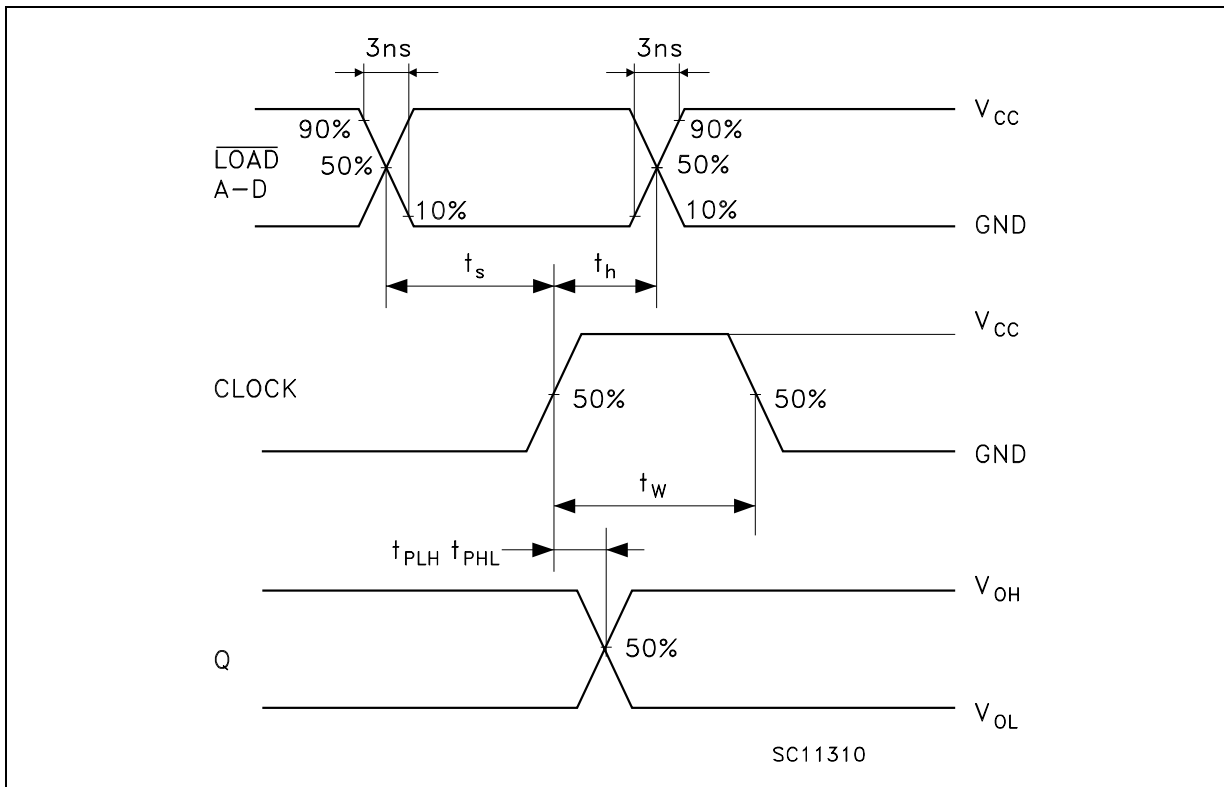 3ns 3ns
V CC
90% 90%
LOAD 50% 50%
A–D
10% 10%
GND
t s t h
V CC
CLOCK 50% 50%
GND
t W
t PLH t PHL
V OH
50%
Q
V OL
SC11310